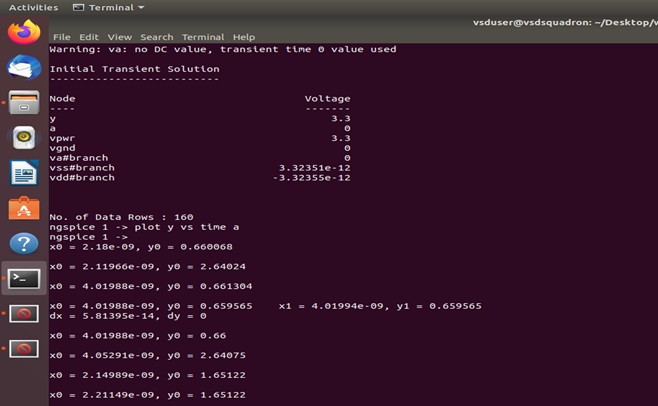 Activities Terminal
vsduser@vsdsquadron: ~/Desktop/v
File Edit View Search Terminal Help
Warning: va: no DC value, transient time 0 value used
Initial Transient Solution
--------------------------
Node Voltage
---- -------
y 3.3
a 0
vpwr 3.3
vgnd 0
va#branch 0
vss#branch 3.32351e-12
vdd#branch -3.32355e-12
No. of Data Rows : 160
ngspice 1 -> plot y vs time a
ngspice 1 ->
x0 = 2.18e-09, y0 = 0.660068
x0 = 2.11966e-09, y0 = 2.64024
x0 = 4.01988e-09, y0 = 0.661304
x0 = 4.01988e-09, y0 = 0.659565 x1 = 4.01994e-09, y1 = 0.659565
dx = 5.81395e-14, dy = 0
x0 = 4.01988e-09, y0 = 0.66
x0 = 4.05291e-09, y0 = 2.64075
x0 = 2.14989e-09, y0 = 1.65122
x0 = 2.21149e-09, y0 = 1.65122